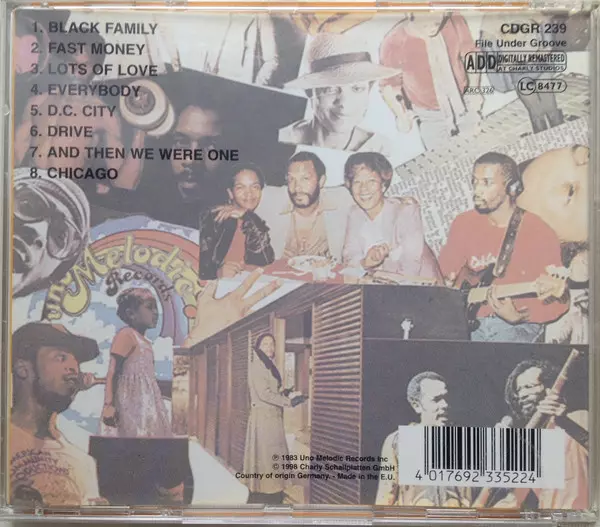 1. BLACK FAMILY
2. FAST MONEY
3. LOTS OF LOVE
4. EVERYBODY
5. D.C. CITY
6. DRIVE
7. AND THEN WE WERE ONE
8. CHICAGO
CDGR 239
File Under Groove
ADD DIGITALLY REMASTERED
AT CHARLY STUDIOS
LC 8477
Uno Melodic
Records
℗ 1983 Uno Melodic Records Inc
© 1998 Charly Schallplatten GmbH
Country of origin Germany. - Made in the E.U.
4 017692 335224